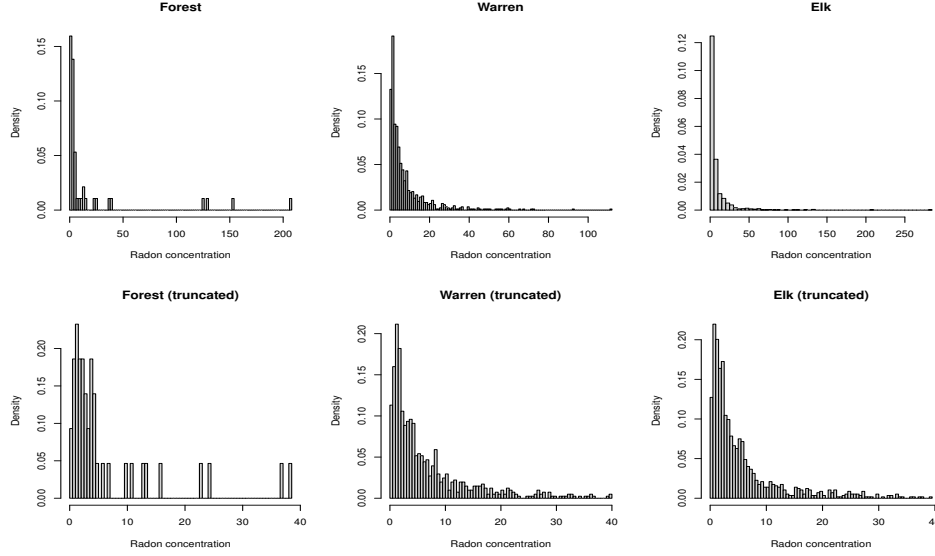 Forest
Warren
Elk
Density
0.00 0.05 0.10 0.15
0 50 100 150 200
Radon concentration
Density
0.00 0.05 0.10 0.15
0 20 40 60 80 100
Radon concentration
Density
0.00 0.02 0.04 0.06 0.08 0.10 0.12
0 50 100 150 200 250
Radon concentration
Forest (truncated)
Warren (truncated)
Elk (truncated)
Density
0.00 0.05 0.10 0.15 0.20
0 10 20 30 40
Radon concentration
Density
0.00 0.05 0.10 0.15 0.20
0 10 20 30 40
Radon concentration
Density
0.00 0.05 0.10 0.15 0.20
0 10 20 30 40
Radon concentration